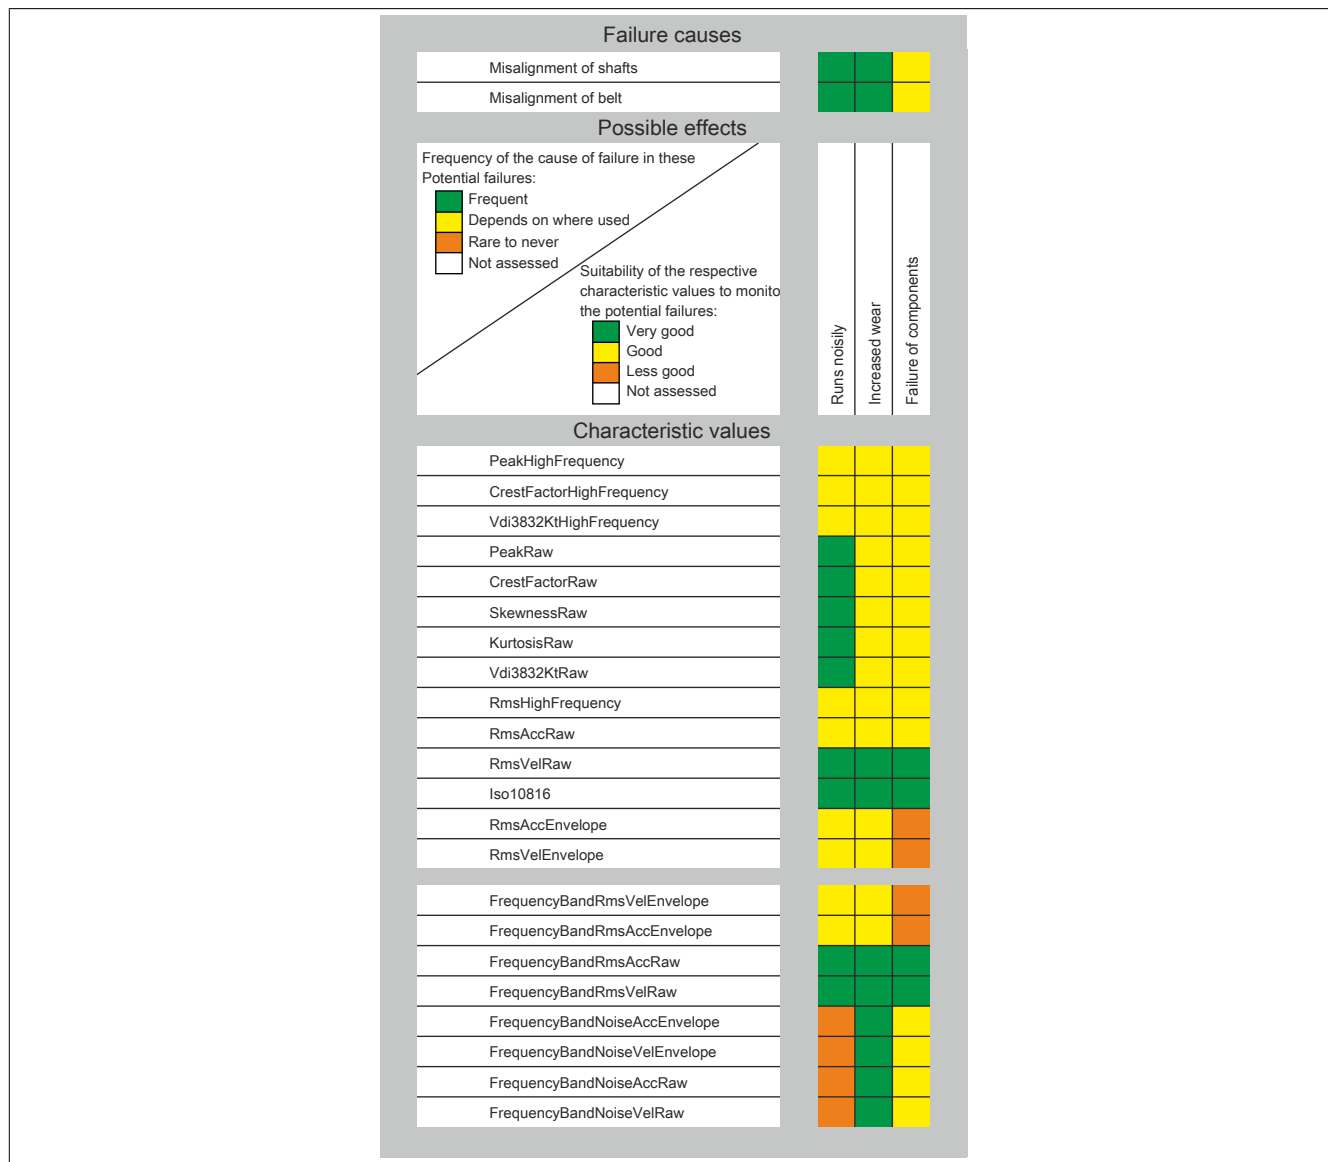 Failure causes
Misalignment of shafts
Misalignment of belt
Possible effects
Frequency of the cause of failure in these
Potential failures:
Frequent
Depends on where used
Rare to never
Not assessed
Suitability of the respective
characteristic values to monito
the potential failures:
Very good
Good
Less good
Not assessed
Runs noisily
Increased wear
Failure of components
Characteristic values
PeakHighFrequency
CrestFactorHighFrequency
Vdi3832KtHighFrequency
PeakRaw
CrestFactorRaw
SkewnessRaw
KurtosisRaw
Vdi3832KtRaw
RmsHighFrequency
RmsAccRaw
RmsVelRaw
Iso10816
RmsAccEnvelope
RmsVelEnvelope
FrequencyBandRmsVelEnvelope
FrequencyBandRmsAccEnvelope
FrequencyBandRmsAccRaw
FrequencyBandRmsVelRaw
FrequencyBandNoiseAccEnvelope
FrequencyBandNoiseVelEnvelope
FrequencyBandNoiseAccRaw
FrequencyBandNoiseVelRaw